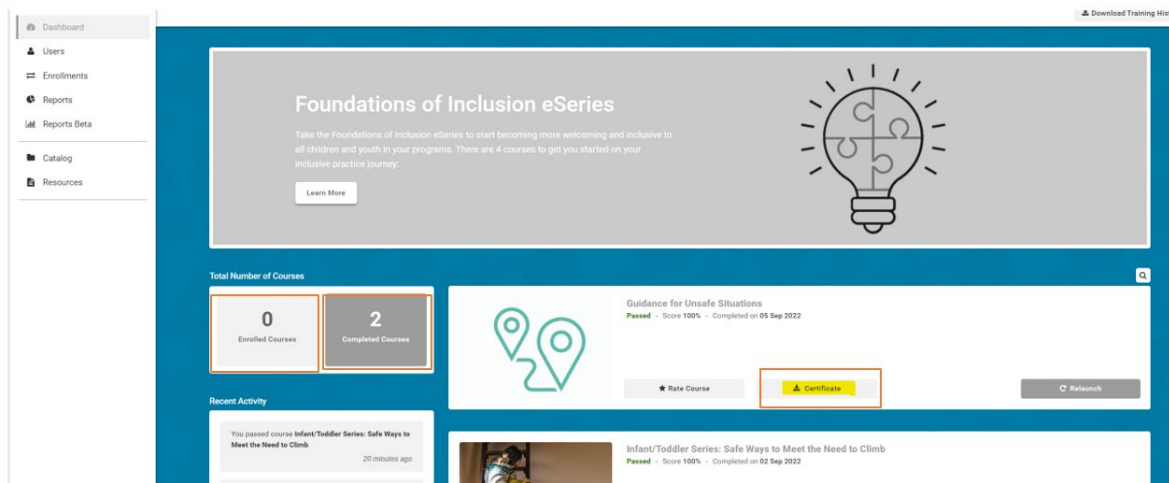 Download Training
Dashboard
Users
Enrollments
Reports
Reports Beta
Catalog
Resources
Foundations of Inclusion eSeries
Take the Foundations of Inclusion eSeries to start becoming more welcoming and inclusive to
all children and youth in your programs. There are 4 courses to get you started on your
inclusive practice journey:
Learn More
Total Number of Courses
0
Enrolled Courses
2
Completed Courses
Guidance for Unsafe Situations
Passed - Score 100% - Completed on 05 Sep 2022
Rate Course
Certificate
Relaunch
Recent Activity
You passed course Infant/Toddler Series: Safe Ways to
Meet the Need to Climb
20 minutes ago
Infant/Toddler Series: Safe Ways to Meet the Need to Climb
Passed - Score 100% - Completed on 02 Sep 2022